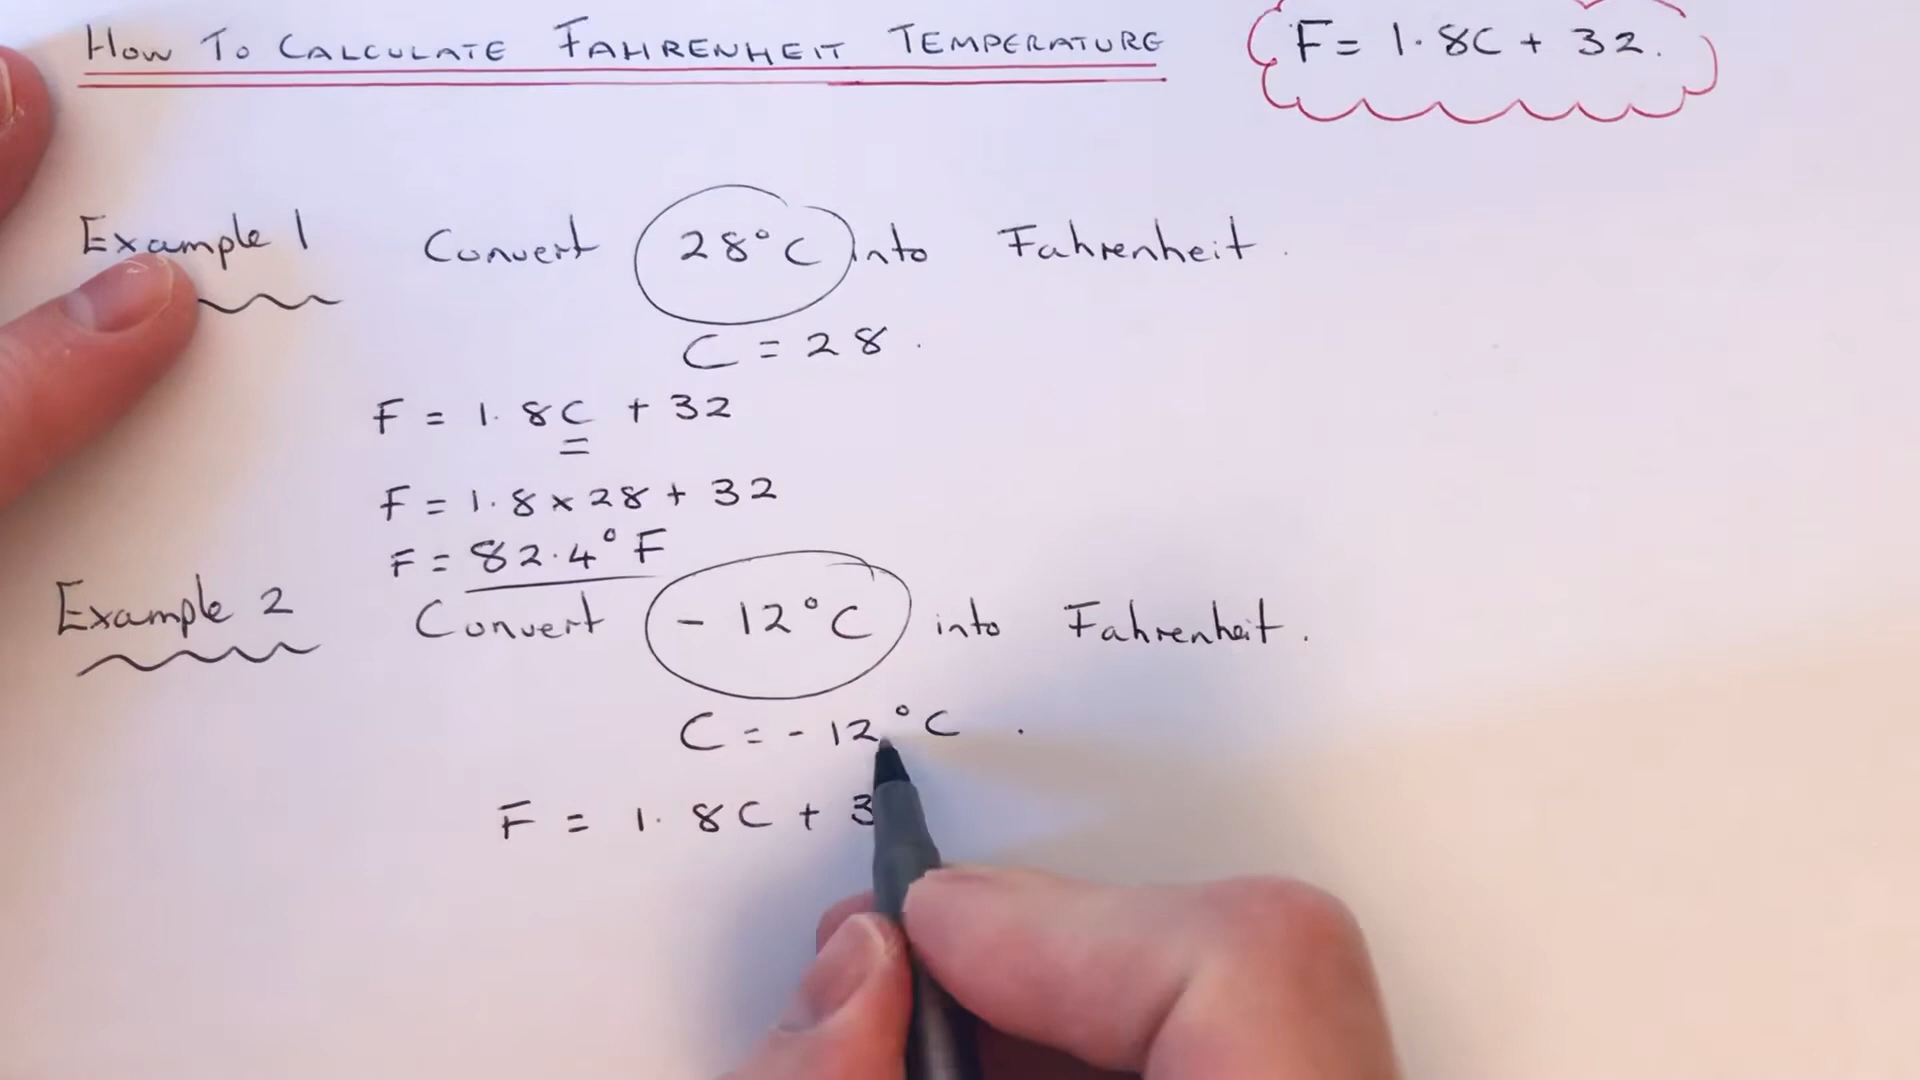 HOW TO CALCULATE FAHRENHEIT TEMPERATURE
F = 1.8C + 32.
Example 1 Convert 28°C into Fahrenheit.
C = 28.
F = 1.8C + 32
F = 1.8 × 28 + 32
F = 82.4°F
Example 2 Convert -12°C into Fahrenheit.
C = -12°C.
F = 1.8C + 3